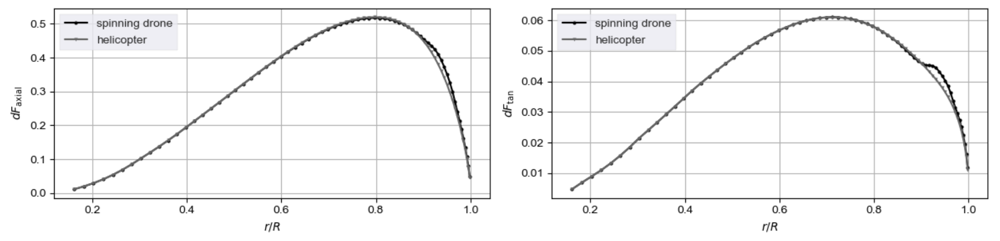 spinning drone
helicopter
0.5
0.4
0.3
0.2
0.1
0.0
dF_axial
0.2 0.4 0.6 0.8 1.0
r/R
spinning drone
helicopter
0.06
0.05
0.04
0.03
0.02
0.01
dF_tan
0.2 0.4 0.6 0.8 1.0
r/R